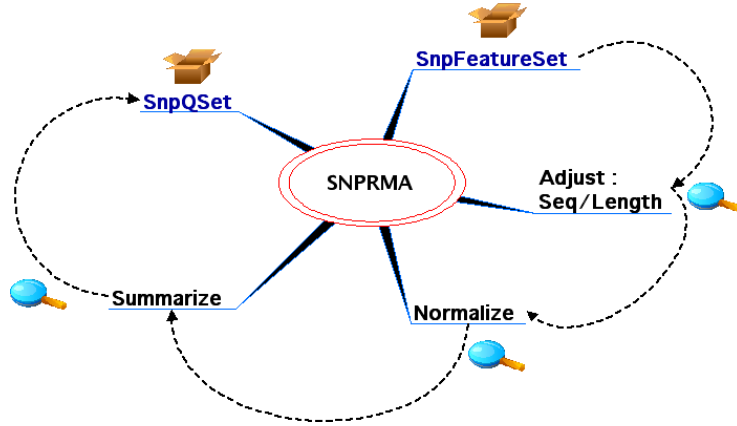 SnpFeatureSet
SnpQSet
SNPRMA
Adjust :
Seq/Length
Summarize
Normalize